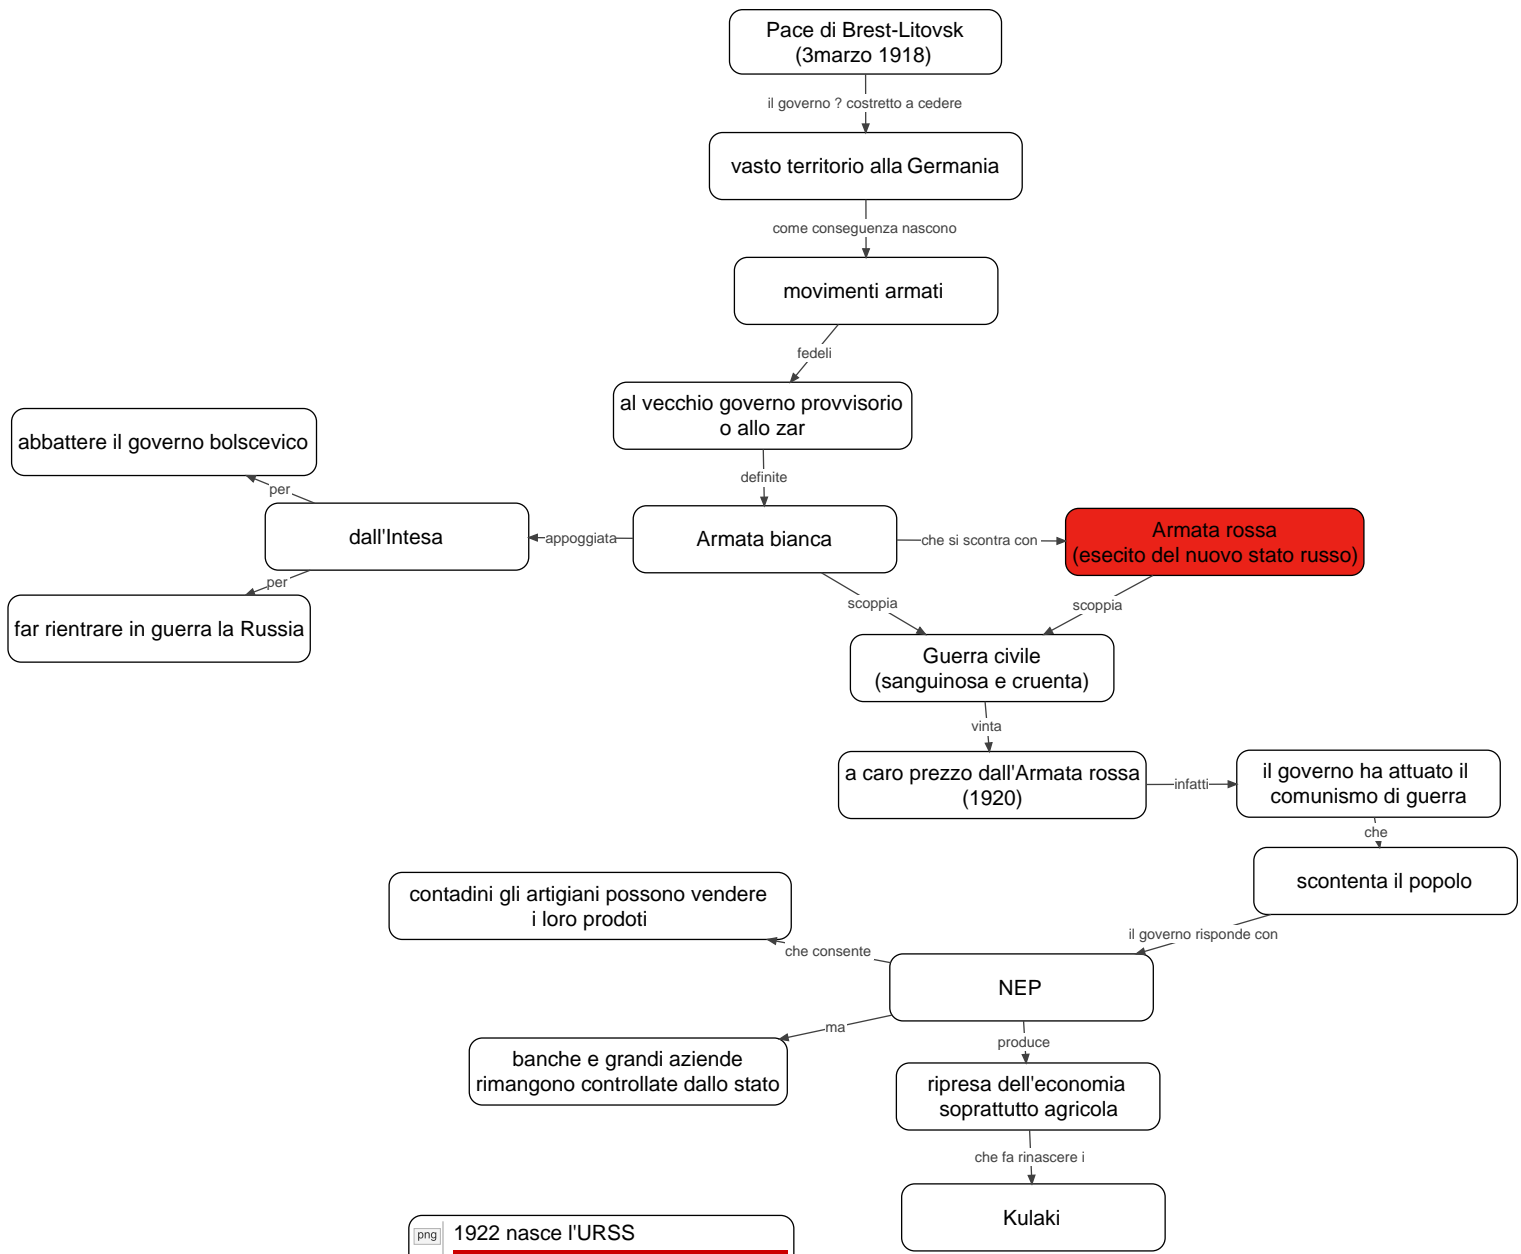 Pace di Brest-Litovsk
(3marzo 1918)
il governo ? costretto a cedere
vasto territorio alla Germania
come conseguenza nascono
movimenti armati
fedeli
al vecchio governo provvisorio
o allo zar
definite
abbattere il governo bolscevico
per
dall'Intesa
appoggiata
Armata bianca
che si scontra con
Armata rossa
(esecito del nuovo stato russo)
per
far rientrare in guerra la Russia
scoppia
scoppia
Guerra civile
(sanguinosa e cruenta)
vinta
a caro prezzo dall'Armata rossa
(1920)
infatti
il governo ha attuato il
comunismo di guerra
che
scontenta il popolo
il governo risponde con
contadini gli artigiani possono vendere
i loro prodoti
che consente
NEP
ma
banche e grandi aziende
rimangono controllate dallo stato
produce
ripresa dell'economia
soprattutto agricola
che fa rinascere i
Kulaki
png
1922 nasce l'URSS